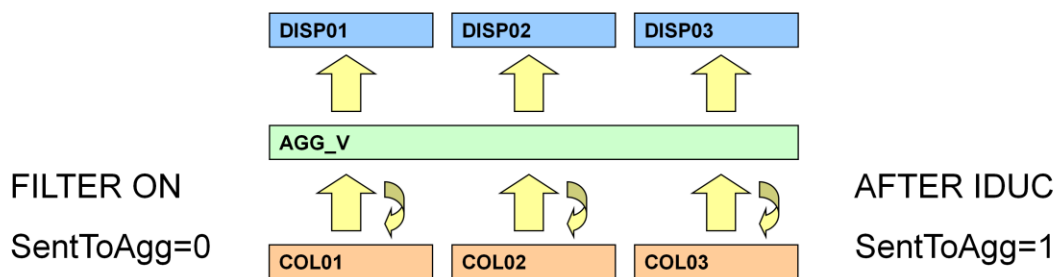 DISP01 DISP02 DISP03
AGG_V
FILTER ON
SentToAgg=0
AFTER IDUC
SentToAgg=1
COL01 COL02 COL03